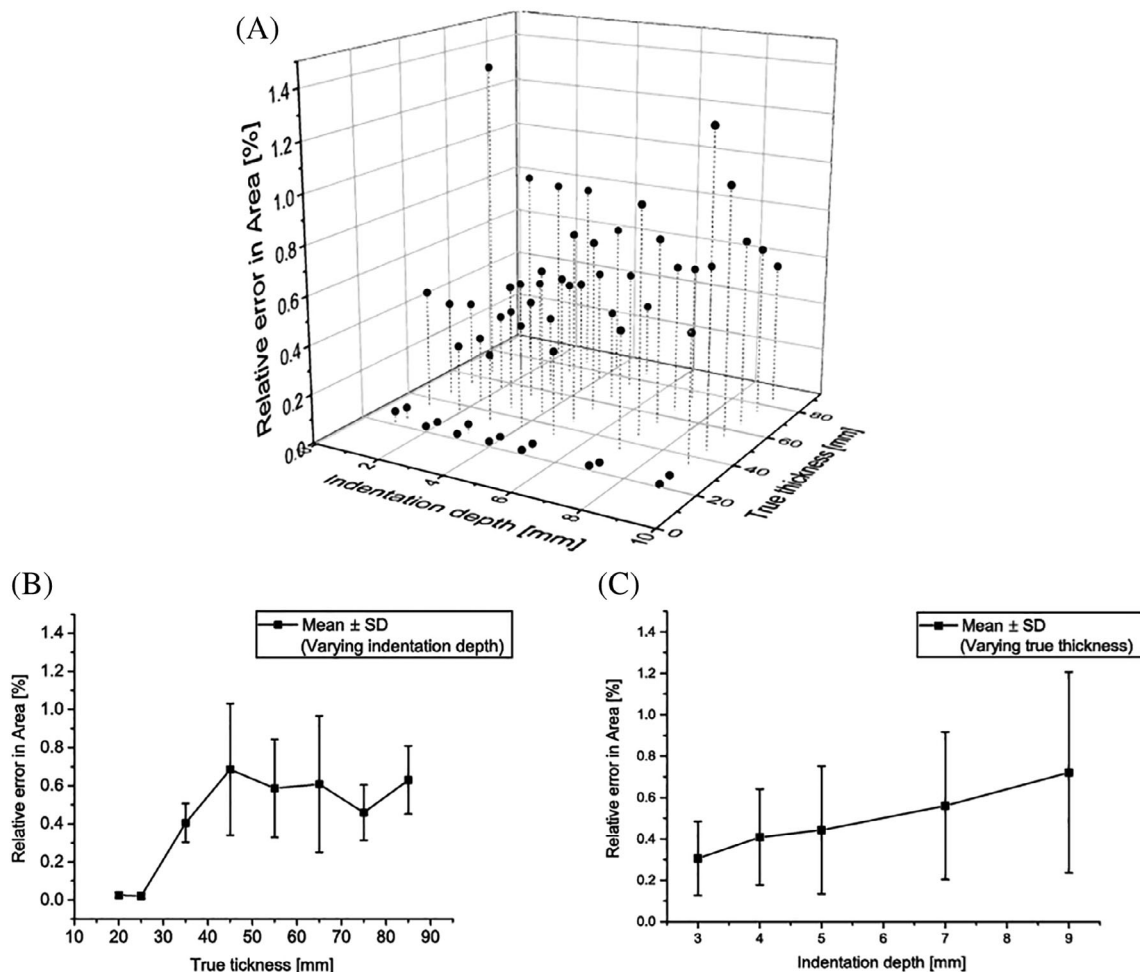 (A)
1.4
1.2
1.0
0.8
0.6
0.4
0.2
0.0
Relative error in Area [%]
2
4
6
8
10
Indentation depth [mm]
0
20
40
60
80
True thickness [mm]
(B)
Mean ± SD
(Varying indentation depth)
1.4
1.2
1.0
0.8
0.6
0.4
0.2
0.0
Relative error in Area [%]
10 20 30 40 50 60 70 80 90
True tickness [mm]
(C)
Mean ± SD
(Varying true thickness)
1.4
1.2
1.0
0.8
0.6
0.4
0.2
0.0
Relative error in Area [%]
3 4 5 7 8 9
Indentation depth [mm]